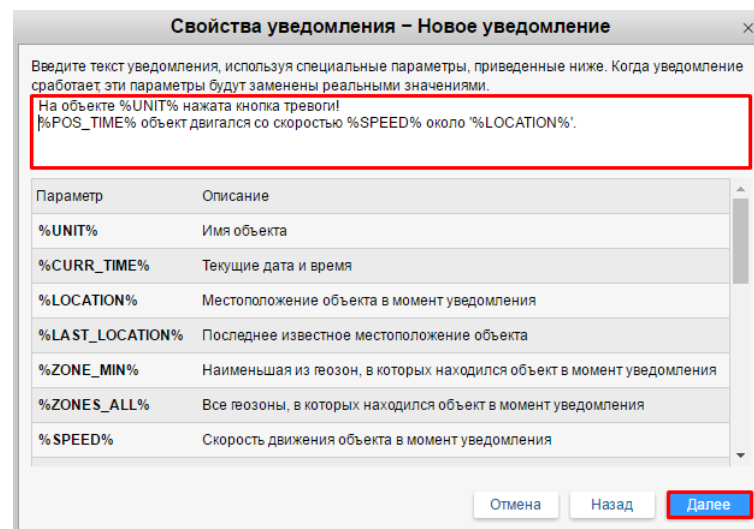 Свойства уведомления – Новое уведомление ×
Введите текст уведомления, используя специальные параметры, приведенные ниже. Когда уведомление
сработает, эти параметры будут заменены реальными значениями.
На объекте %UNIT% нажата кнопка тревоги!
%POS_TIME% объект двигался со скоростью %SPEED% около '%LOCATION%'.
Параметр Описание
%UNIT% Имя объекта
%CURR_TIME% Текущие дата и время
%LOCATION% Местоположение объекта в момент уведомления
%LAST_LOCATION% Последнее известное местоположение объекта
%ZONE_MIN% Наименьшая из геозон, в которых находился объект в момент уведомления
%ZONES_ALL% Все геозоны, в которых находился объект в момент уведомления
%SPEED% Скорость движения объекта в момент уведомления
Отмена Назад Далее